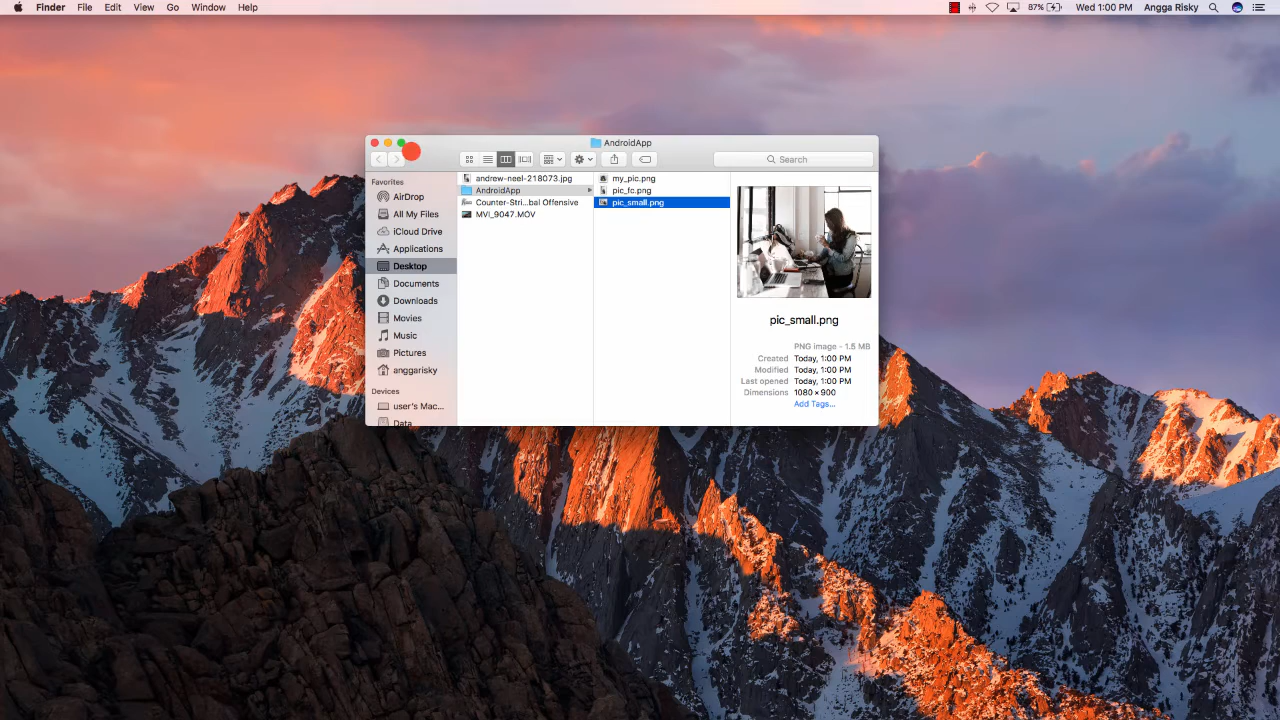 Finder File Edit View Go Window Help 87% Wed 1:00 PM Angga Risky
AndroidApp
Search
Favorites
AirDrop
All My Files
iCloud Drive
Applications
Desktop
Documents
Downloads
Movies
Music
Pictures
anggarisky
Devices
user's Mac...
Data
andrew-neel-218073.jpg
AndroidApp
Counter-Stri...bal Offensive
MVI_9047.MOV
my_pic.png
pic_fc.png
pic_small.png
pic_small.png
PNG image - 1.5 MB
Created Today, 1:00 PM
Modified Today, 1:00 PM
Last opened Today, 1:00 PM
Dimensions 1080 × 900
Add Tags...